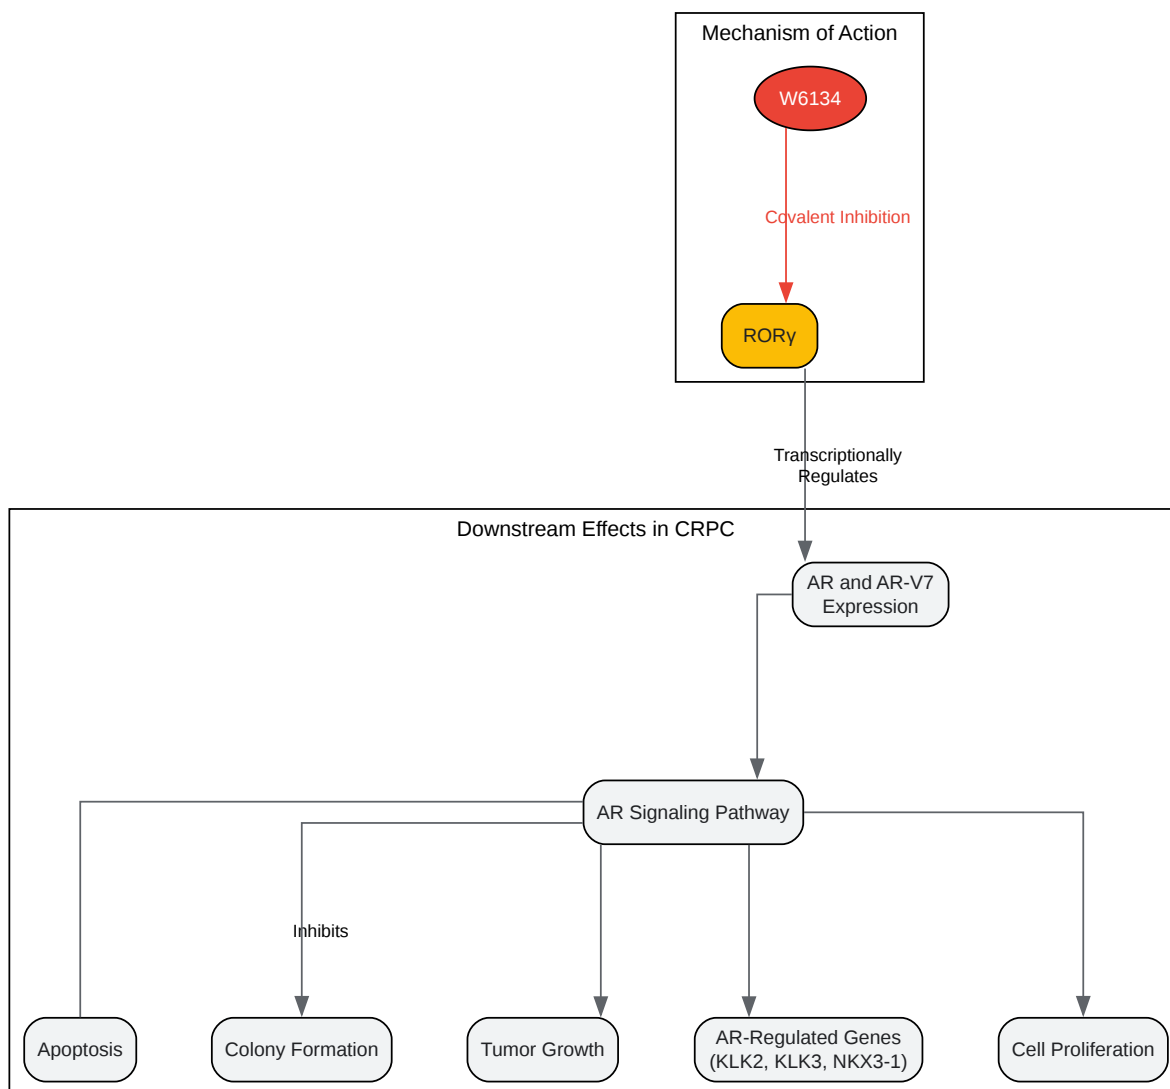 Mechanism of Action
W6134
Covalent Inhibition
RORγ
Transcriptionally
Regulates
Downstream Effects in CRPC
AR and AR-V7
Expression
AR Signaling Pathway
Inhibits
Apoptosis
Colony Formation
Tumor Growth
AR-Regulated Genes
(KLK2, KLK3, NKX3-1)
Cell Proliferation